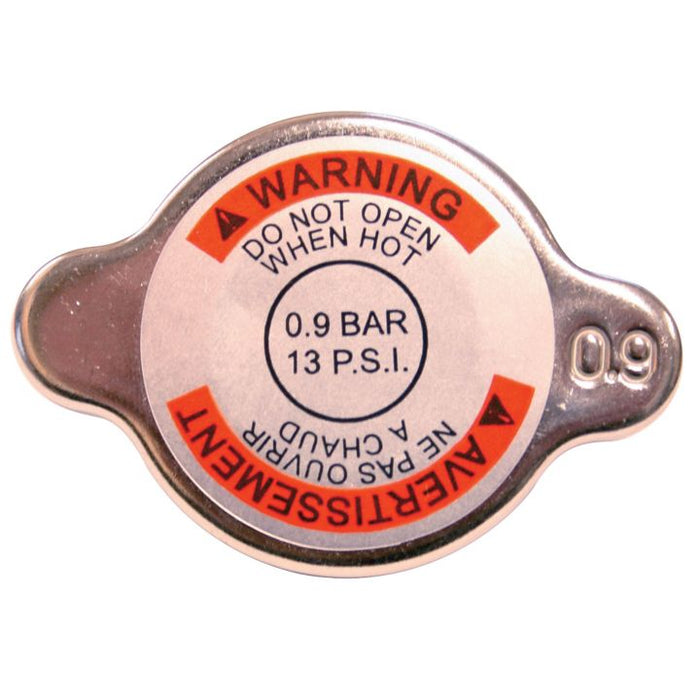 WARNING
DO NOT OPEN
WHEN HOT
0.9 BAR
13 P.S.I.
0.9
AVERTISSEMENT
NE PAS OUVRIR
A CHAUD